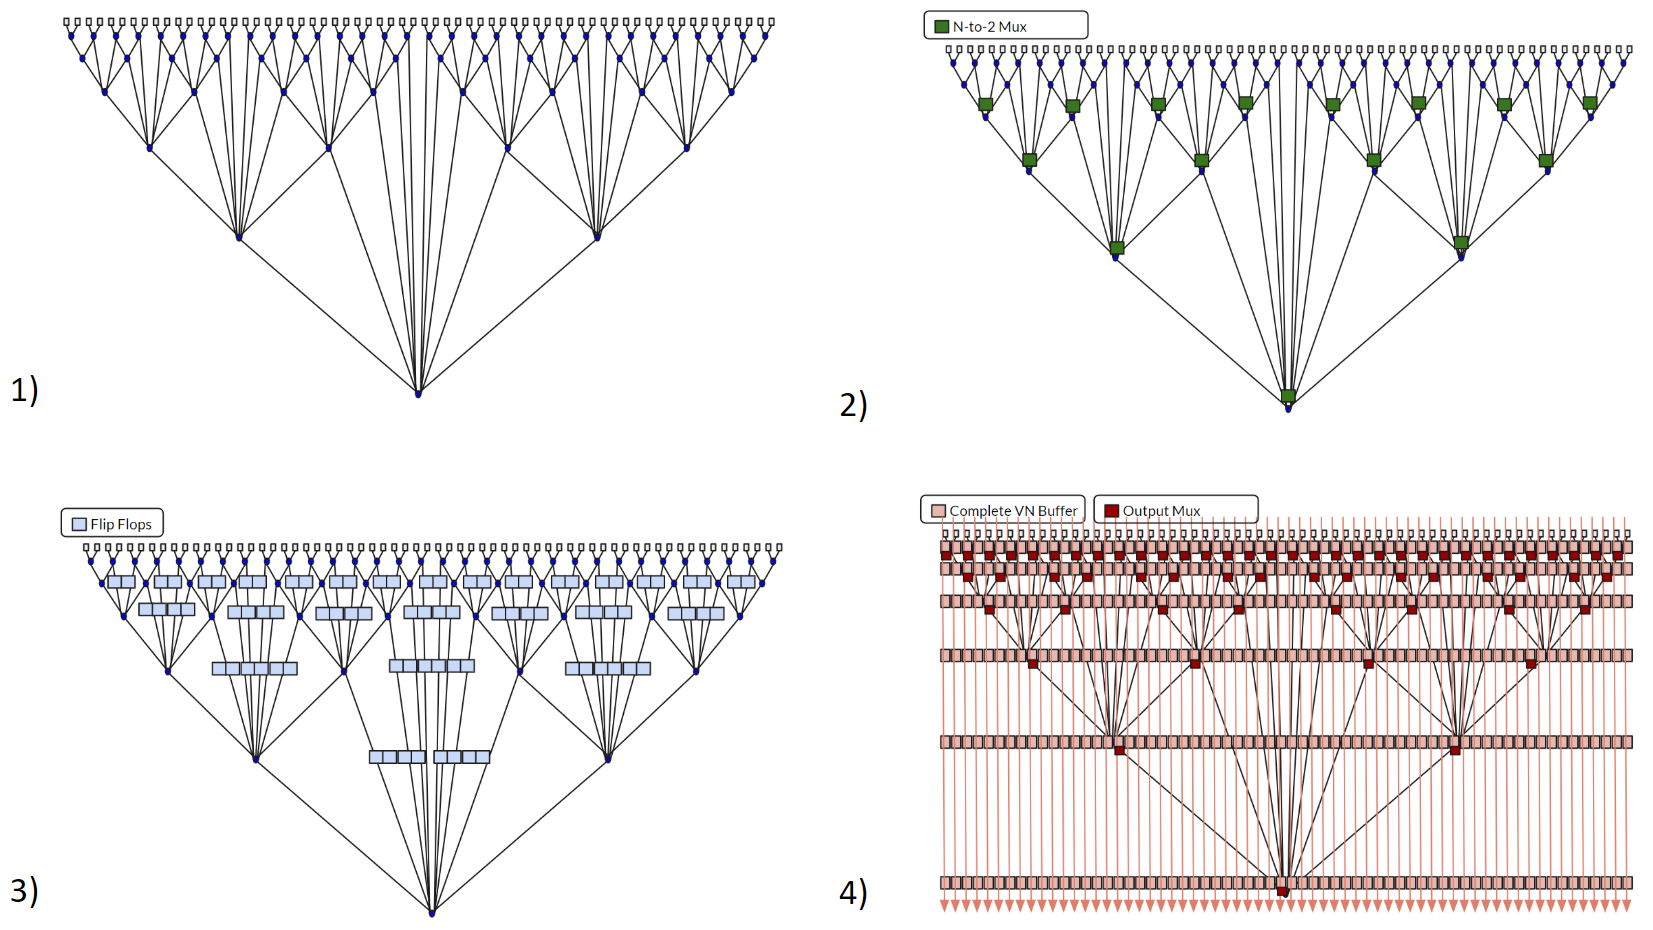 N-to-2 Mux
1)
2)
Flip Flops
Complete VN Buffer
Output Mux
3)
4)